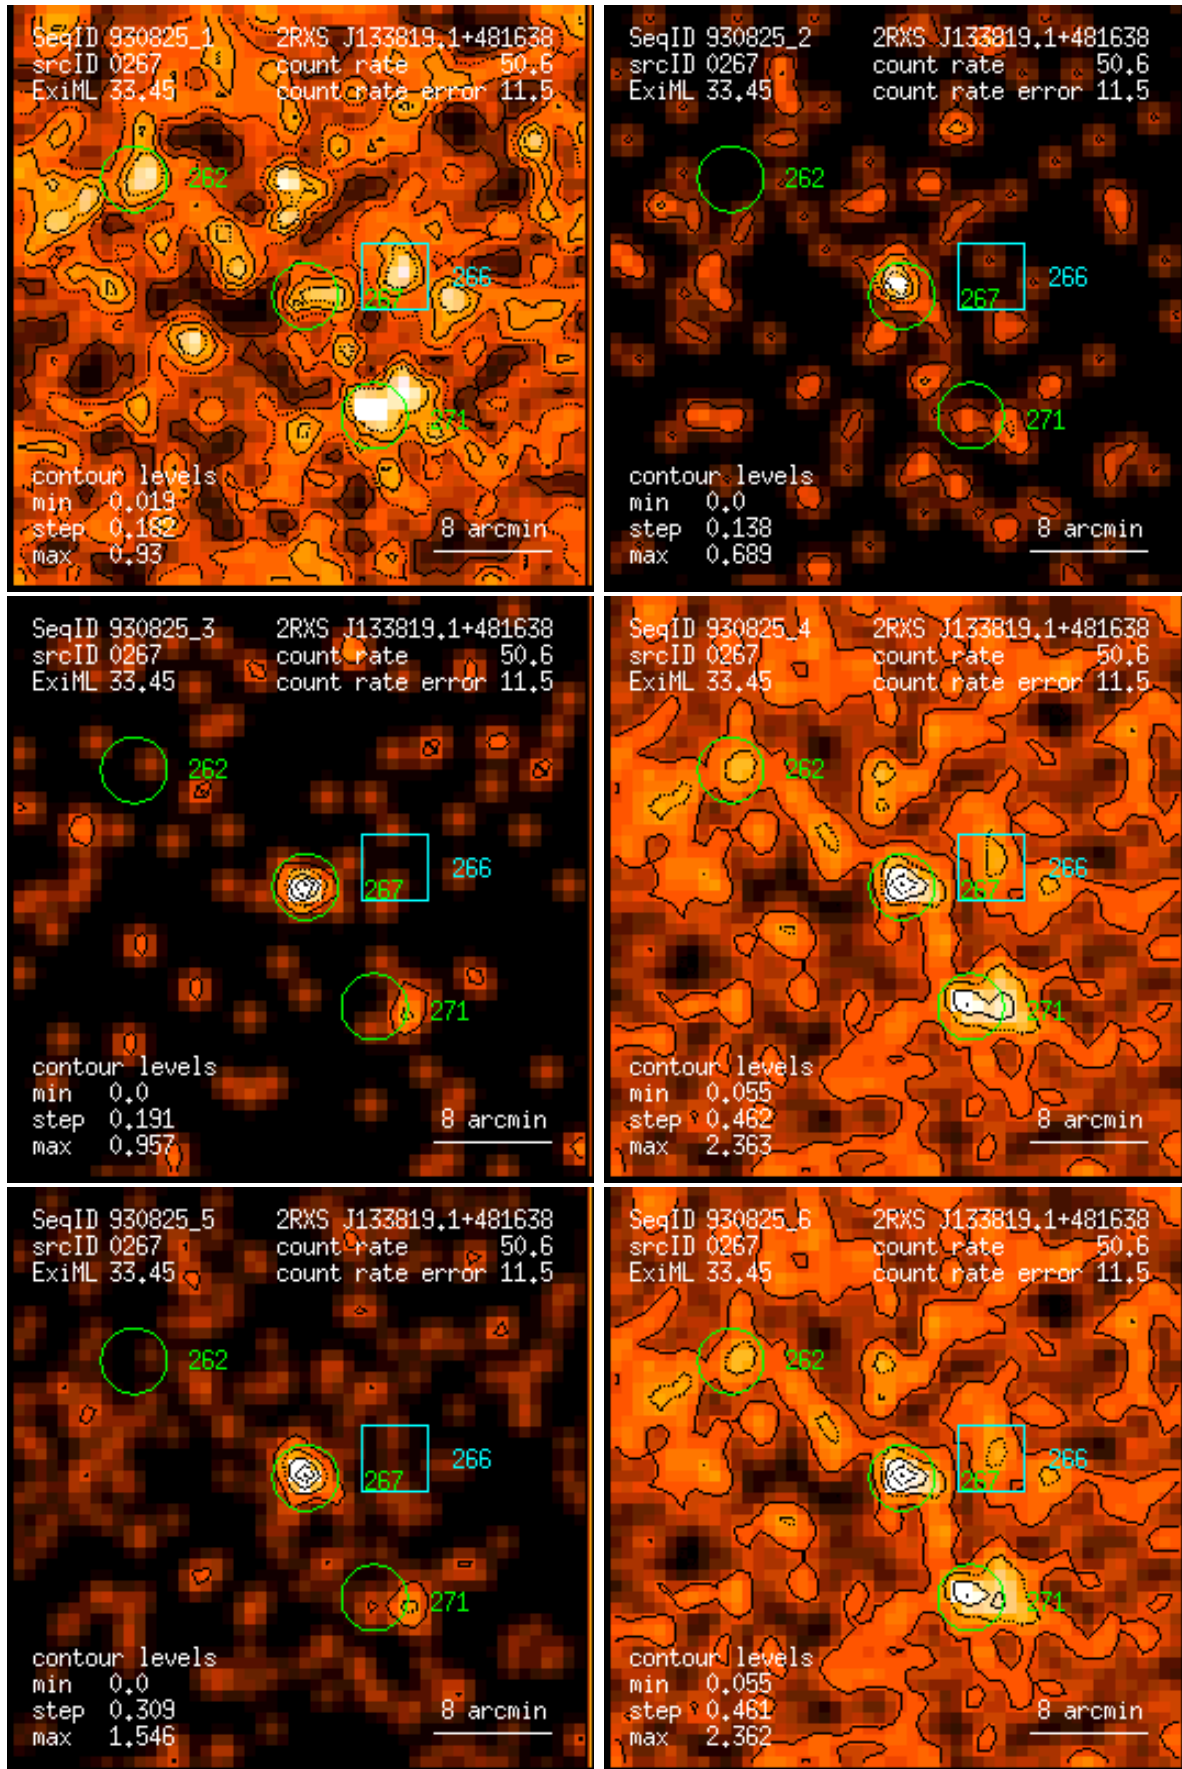 SeqID 930825_1 2RXS J133819.1+481638
srcID 0267 count rate 50.6
ExiML 33.45 count rate error 11.5
262
266
267
271
contour levels
min 0.019
step 0.182
max 0.93
8 arcmin
SeqID 930825_2 2RXS J133819.1+481638
srcID 0267 count rate 50.6
ExiML 33.45 count rate error 11.5
262
266
267
271
contour levels
min 0.0
step 0.138
max 0.689
8 arcmin
SeqID 930825_3 2RXS J133819.1+481638
srcID 0267 count rate 50.6
ExiML 33.45 count rate error 11.5
262
266
267
271
contour levels
min 0.0
step 0.191
max 0.957
8 arcmin
SeqID 930825_4 2RXS J133819.1+481638
srcID 0267 count rate 50.6
ExiML 33.45 count rate error 11.5
262
266
267
271
contour levels
min 0.055
step 0.462
max 2.363
8 arcmin
SeqID 930825_5 2RXS J133819.1+481638
srcID 0267 count rate 50.6
ExiML 33.45 count rate error 11.5
262
266
267
271
contour levels
min 0.0
step 0.309
max 1.546
8 arcmin
SeqID 930825_6 2RXS J133819.1+481638
srcID 0267 count rate 50.6
ExiML 33.45 count rate error 11.5
262
266
267
271
contour levels
min 0.055
step 0.461
max 2.362
8 arcmin